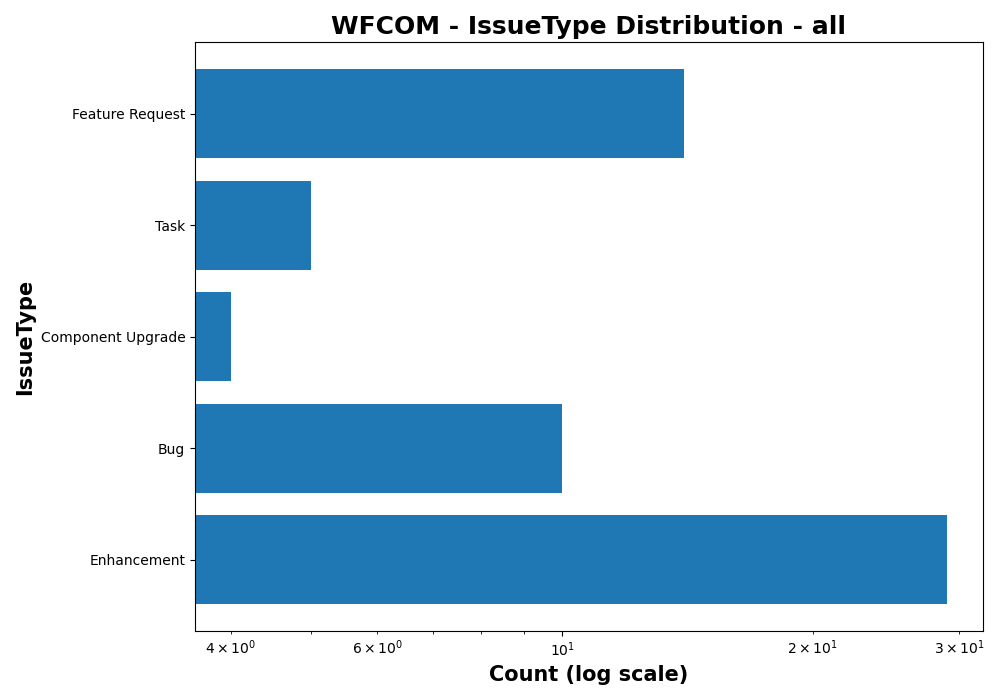 WFCOM - IssueType Distribution - all
Feature Request
Task
Component Upgrade
Bug
Enhancement
IssueType
4 × 10⁰
6 × 10⁰
10¹
2 × 10¹
3 × 10¹
Count (log scale)